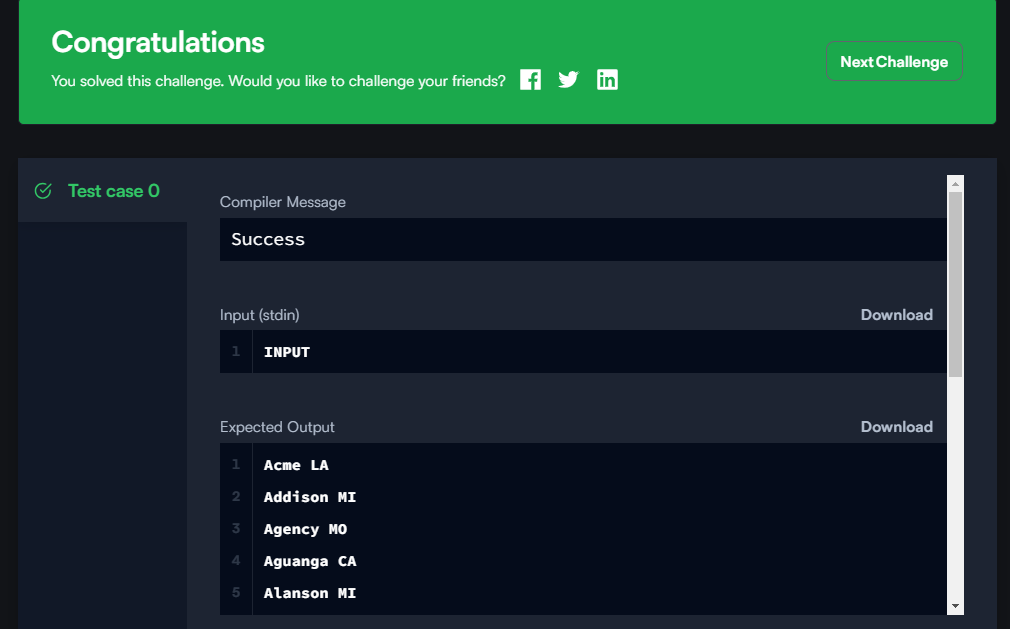 Congratulations
You solved this challenge. Would you like to challenge your friends?
Next Challenge
Test case 0
Compiler Message
Success
Input (stdin)
Download
1 INPUT
Expected Output
Download
1 Acme LA
2 Addison MI
3 Agency MO
4 Aguanga CA
5 Alanson MI